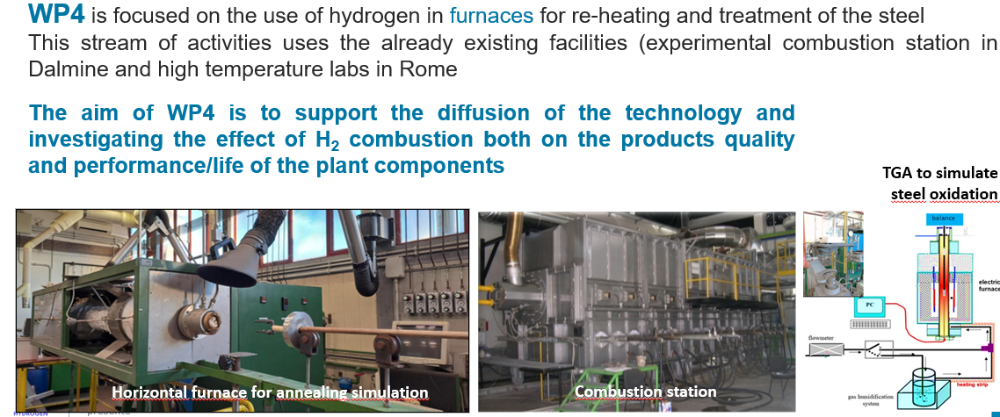 WP4 is focused on the use of hydrogen in furnaces for re-heating and treatment of the steel
This stream of activities uses the already existing facilities (experimental combustion station in
Dalmine and high temperature labs in Rome
The aim of WP4 is to support the diffusion of the technology and
investigating the effect of H₂ combustion both on the products quality
and performance/life of the plant components
TGA to simulate
steel oxidation
balance
electric
furnace
PC
flowmeter
heating strip
gas humidification
system
Horizontal furnace for annealing simulation
Combustion station
HYDROGEN